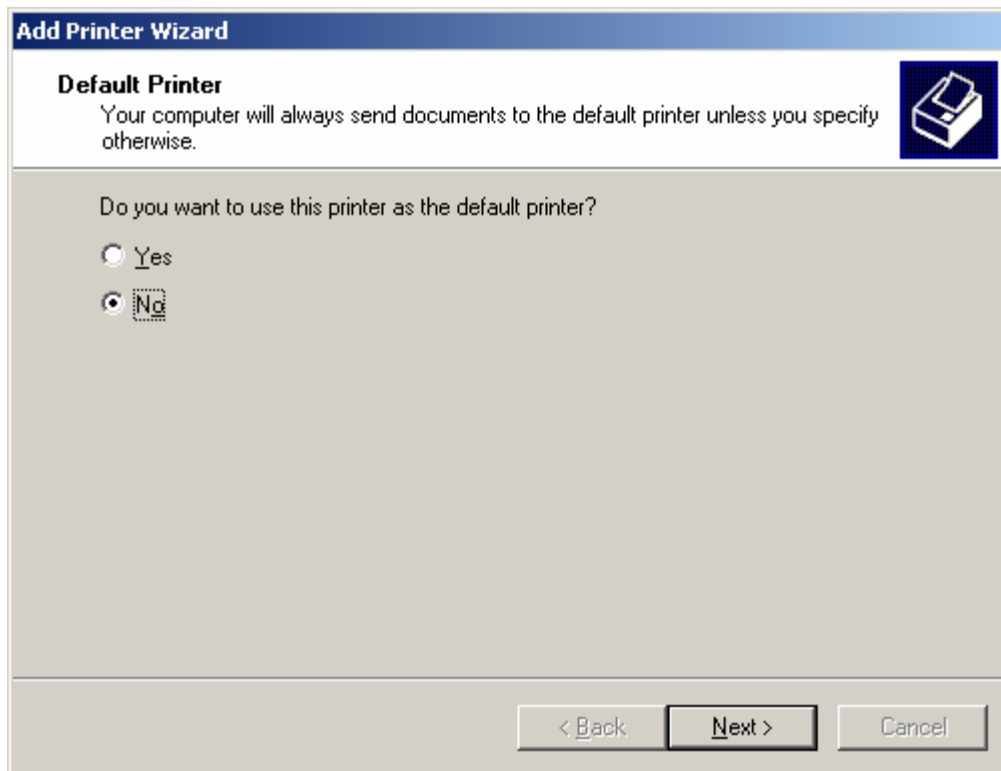 Add Printer Wizard
Default Printer
Your computer will always send documents to the default printer unless you specify
otherwise.
Do you want to use this printer as the default printer?
Yes
No
< Back
Next >
Cancel